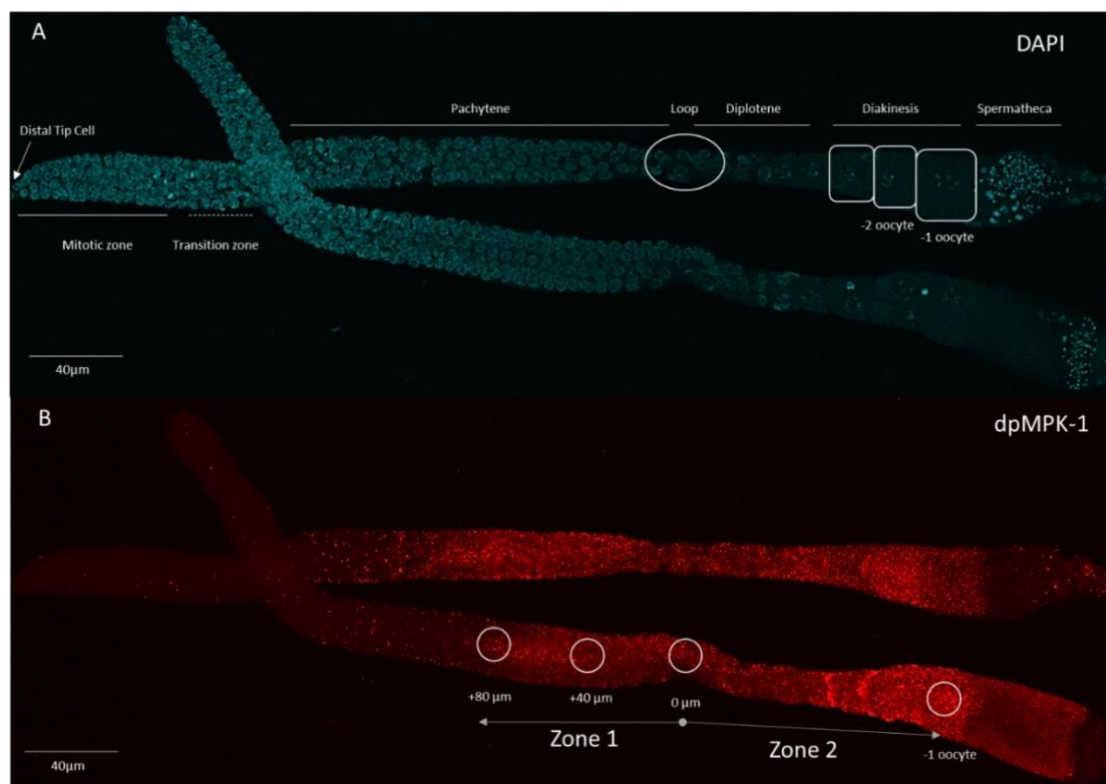 A
DAPI
Pachytene
Loop
Diplotene
Diakinesis
Spermatheca
Distal Tip Cell
-2 oocyte
-1 oocyte
Mitotic zone
Transition zone
40µm
B
dpMPK-1
+80 µm
+40 µm
0 µm
-1 oocyte
Zone 1
Zone 2
40µm